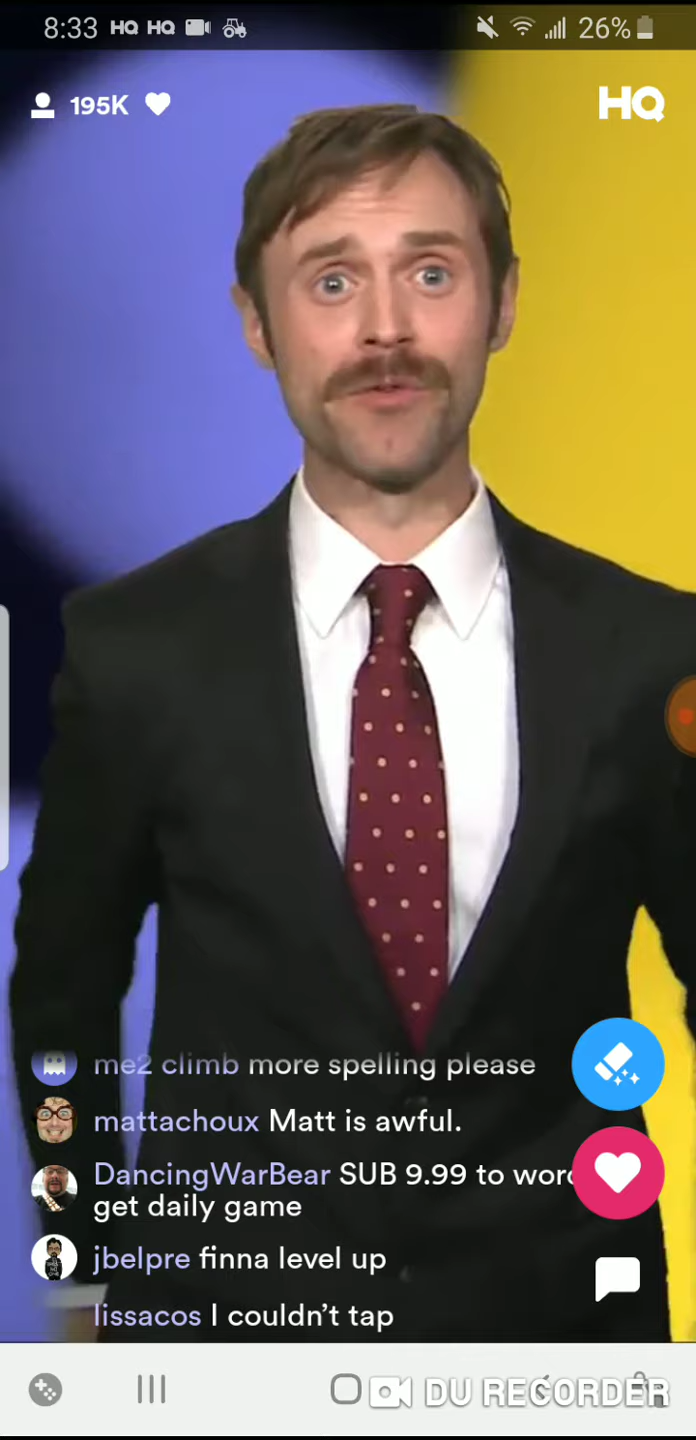 8:33 HQ HQ 26%
195K
HQ
me2 climb more spelling please
mattachoux Matt is awful.
DancingWarBear SUB 9.99 to word
get daily game
jbelpre finna level up
lissacos I couldn't tap
DU RECORDER